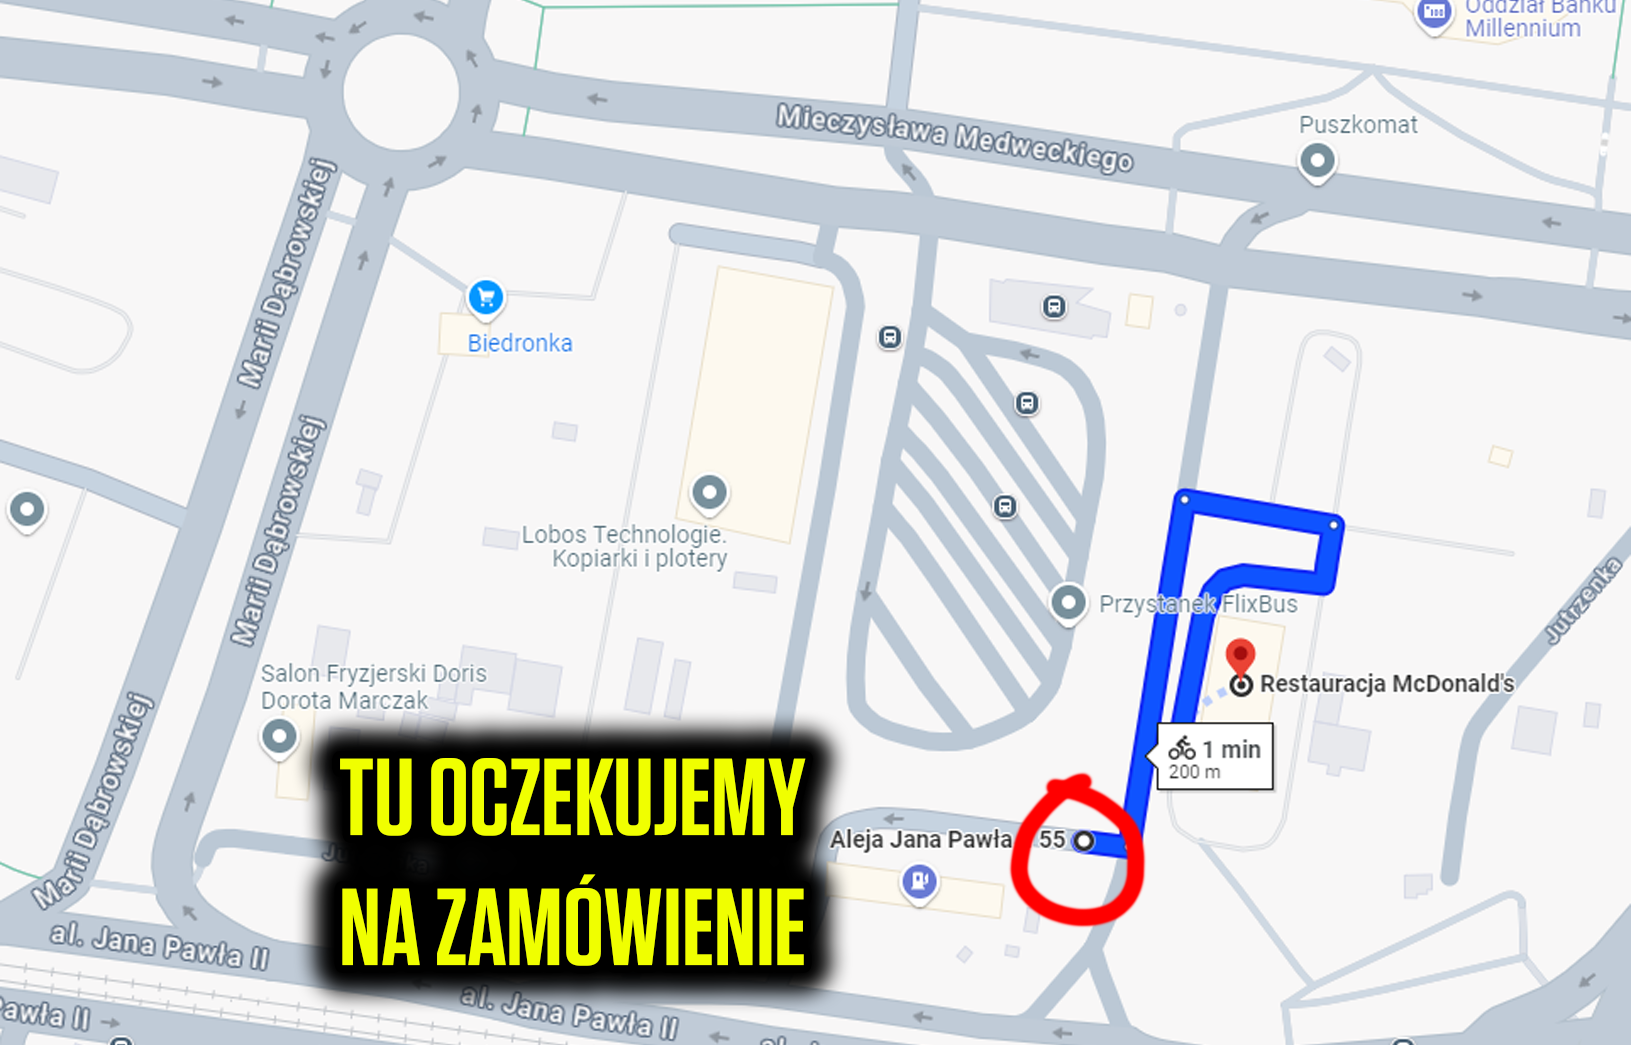 Oddział Banku
Millennium
Mieczysława Medweckiego
Puszkomat
Marii Dąbrowskiej
Biedronka
Marii Dąbrowskiej
Lobos Technologie.
Kopiarki i plotery
Przystanek FlixBus
Jutrzenka
Salon Fryzjerski Doris
Dorota Marczak
Restauracja McDonald's
Marii Dąbrowskiej
1 min
200 m
TU OCZEKUJEMY
NA ZAMÓWIENIE
Aleja Jana Pawła 55
al. Jana Pawła II
al. Jana Pawła II
Pawła II